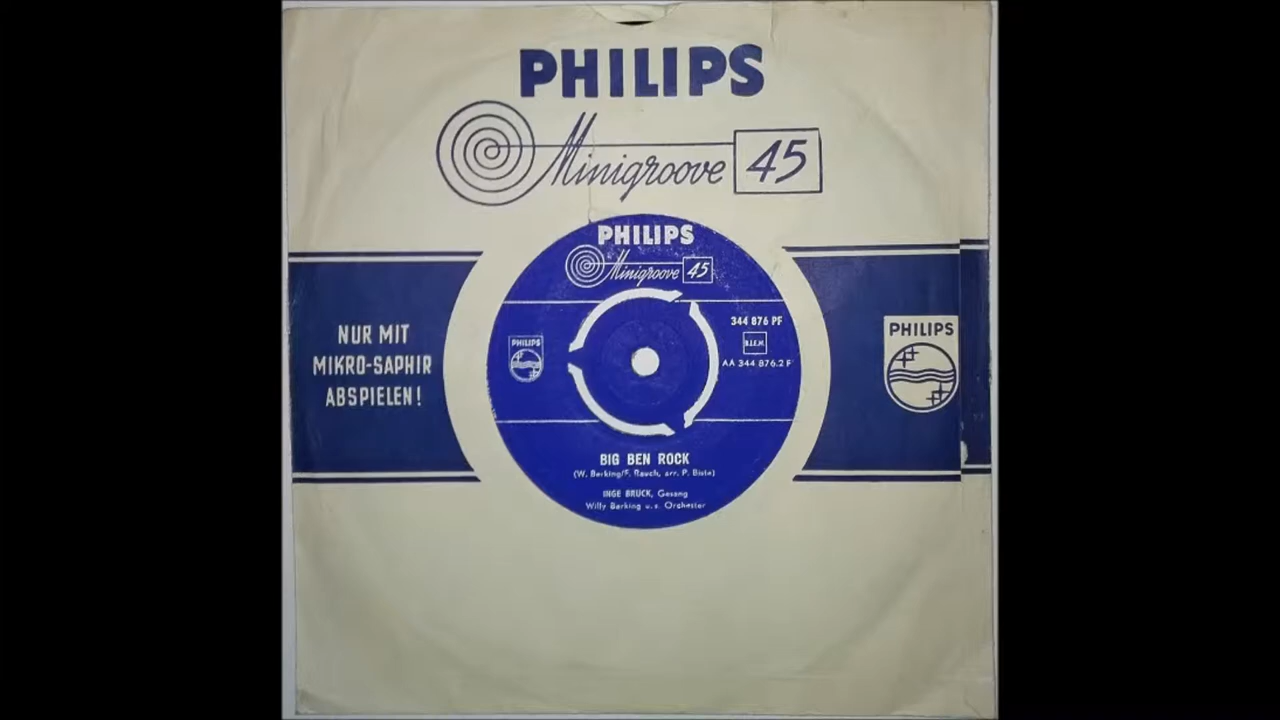 PHILIPS
Minigroove 45
PHILIPS
Minigroove 45
NUR MIT
MIKRO-SAPHIR
ABSPIELEN!
PHILIPS
344 876 PF
B.I.E.M.
AA 344 876.2 F
PHILIPS
BIG BEN ROCK
(W. Berking/F. Rauch, arr. P. Biste)
INGE BRÜCK, Gesang
Willy Berking u. s. Orchester